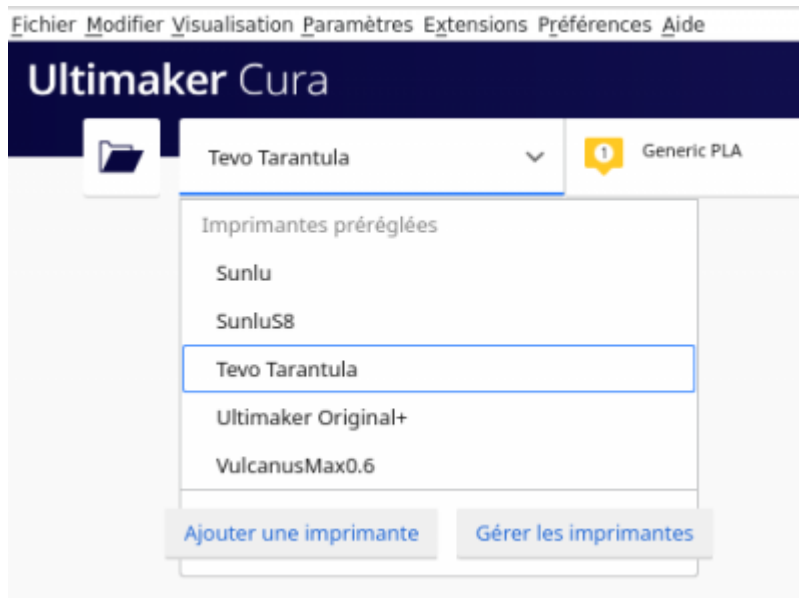 Fichier Modifier Visualisation Paramètres Extensions Préférences Aide
Ultimaker Cura
Tevo Tarantula
1 Generic PLA
Imprimantes préréglées
Sunlu
SunluS8
Tevo Tarantula
Ultimaker Original+
VulcanusMax0.6
Ajouter une imprimante Gérer les imprimantes